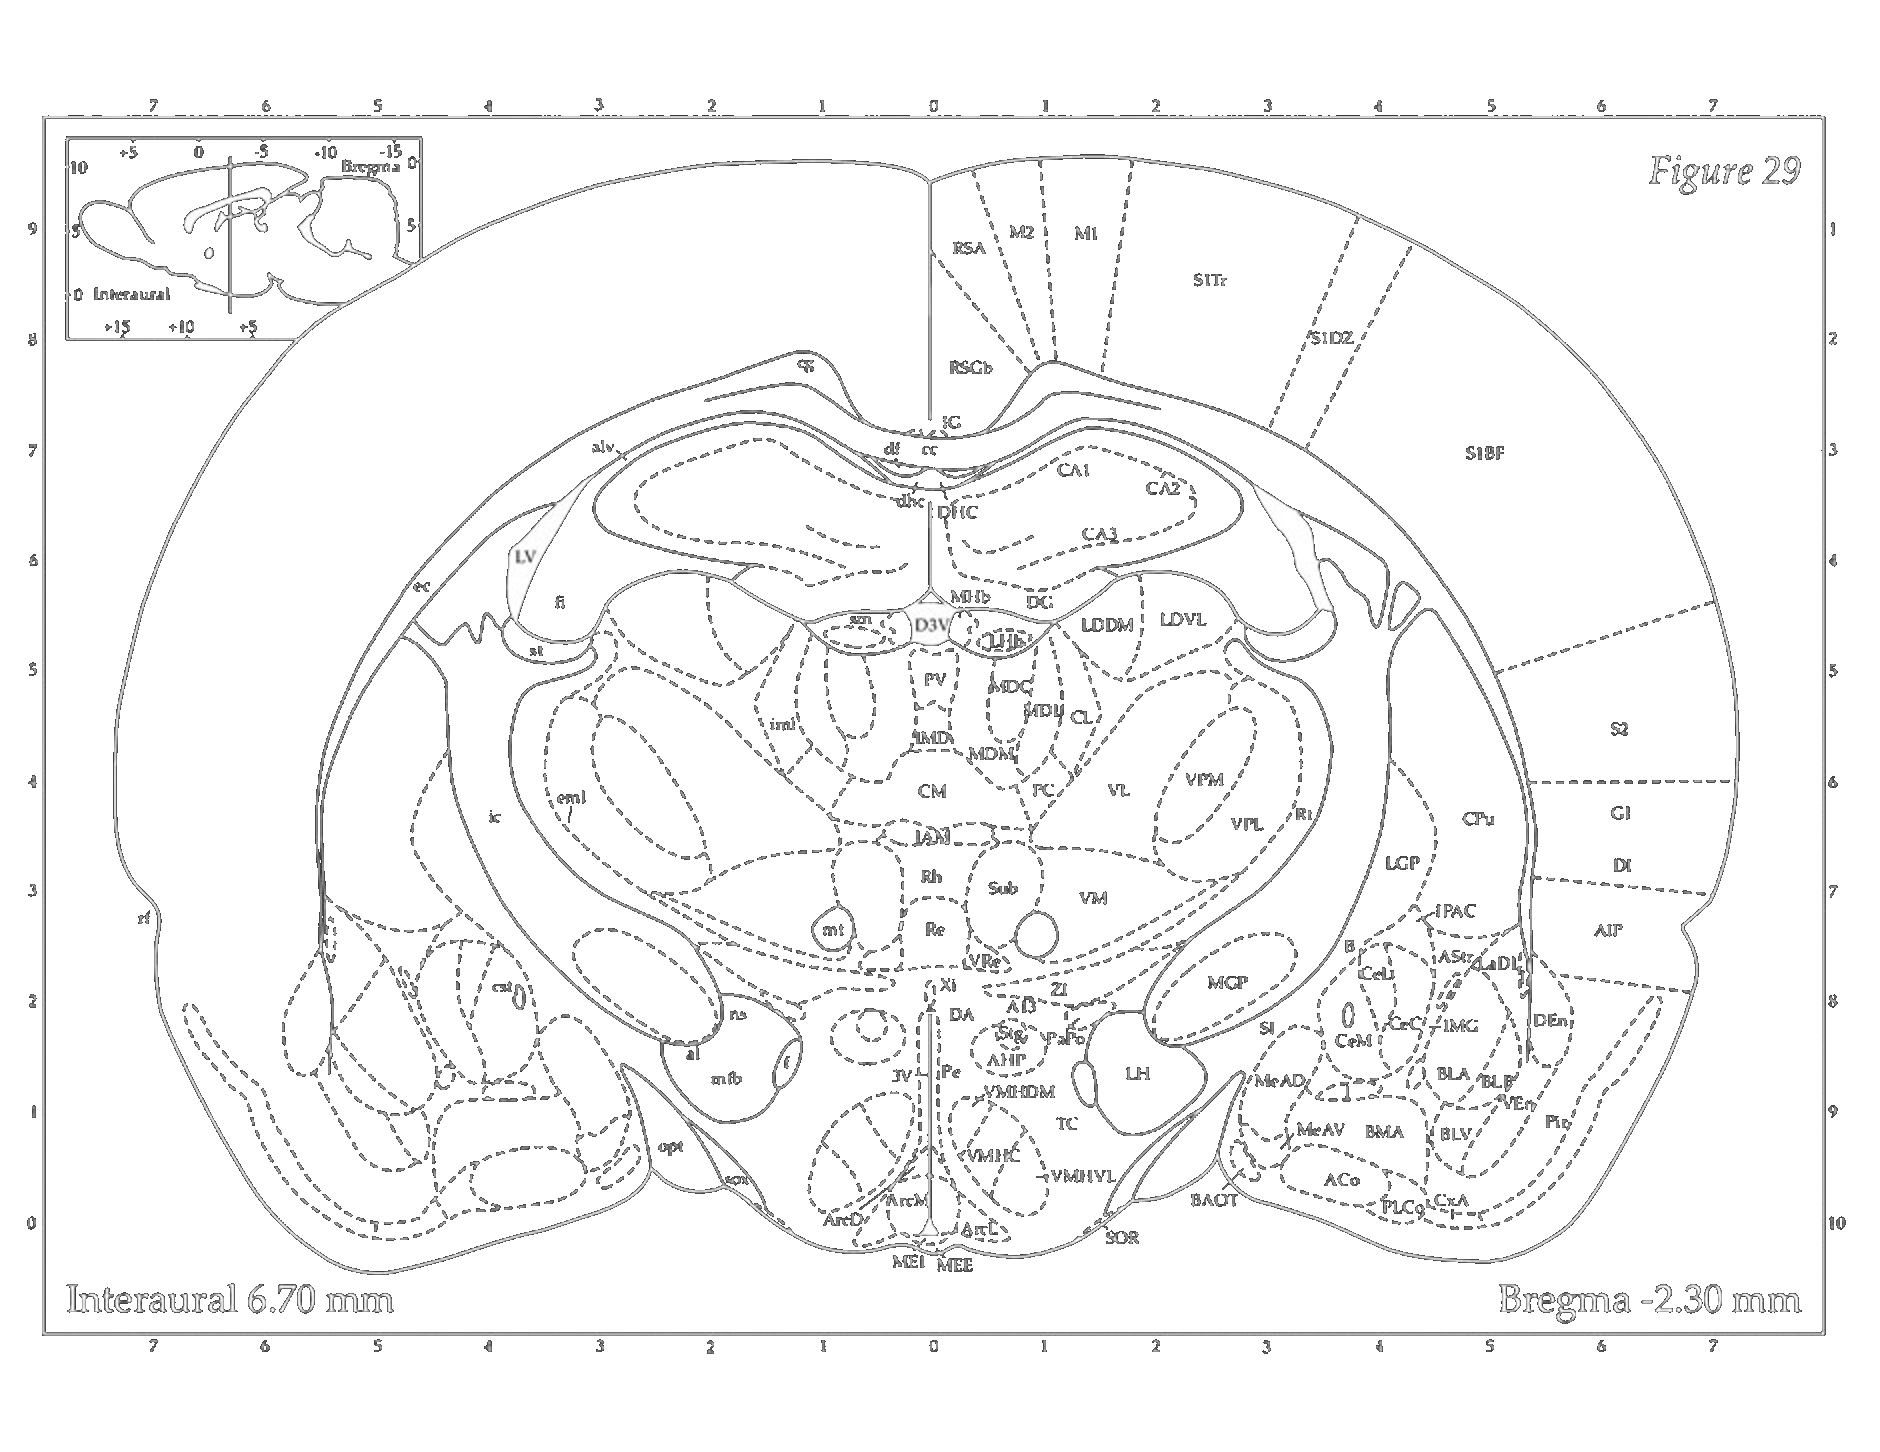 7 6 5 4 3 2 1 0 1 2 3 4 5 6 7
+5 0 -5 -10 -15
10 Bregma 0
Figure 29
5 5
0 Interaural
+15 +10 +5
9 1
RSA M2 M1
S1Tr
8 S1DZ 2
cg RSGb
IG
7 alv df cc S1BF 3
CA1
CA2
dhc DHC
CA3
LV
6 4
ec
fi MHb DG
sm D3V LDDM LDVL
LHb
st
5 PV 5
MDC
MDL CL
iml S2
IMD
MDM
4 VPM 6
eml CM PC VL
ic Rt CPu GI
VPL
IAM
LGP DI
3 Rh Sub 7
VM
rf IPAC
mt Re AIP
B
VRe AStr
CeL LaDL
cst Xi ZI MGP
2 8
ns DA AI3
Stg PaPo SI CeC IMG DEn
CeM
al AHP
f
mfb 3V Pe LH MeAD BLA BLP
VMHDM
VEn
1 TC J 9
MeAV BMA BLV Pir
opt VMHC
VMHVL
sox ACo
ArcM BAOT PLCo CxA
0 ArcD ArcL 10
SOR
MEI MEE
Interaural 6.70 mm
Bregma -2.30 mm
7 6 5 4 3 2 1 0 1 2 3 4 5 6 7